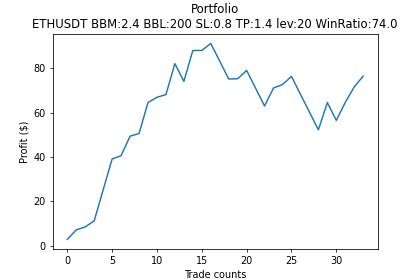 Portfolio
ETHUSDT BBM:2.4 BBL:200 SL:0.8 TP:1.4 lev:20 WinRatio:74.0
Profit ($)
80
60
40
20
0
0 5 10 15 20 25 30
Trade counts